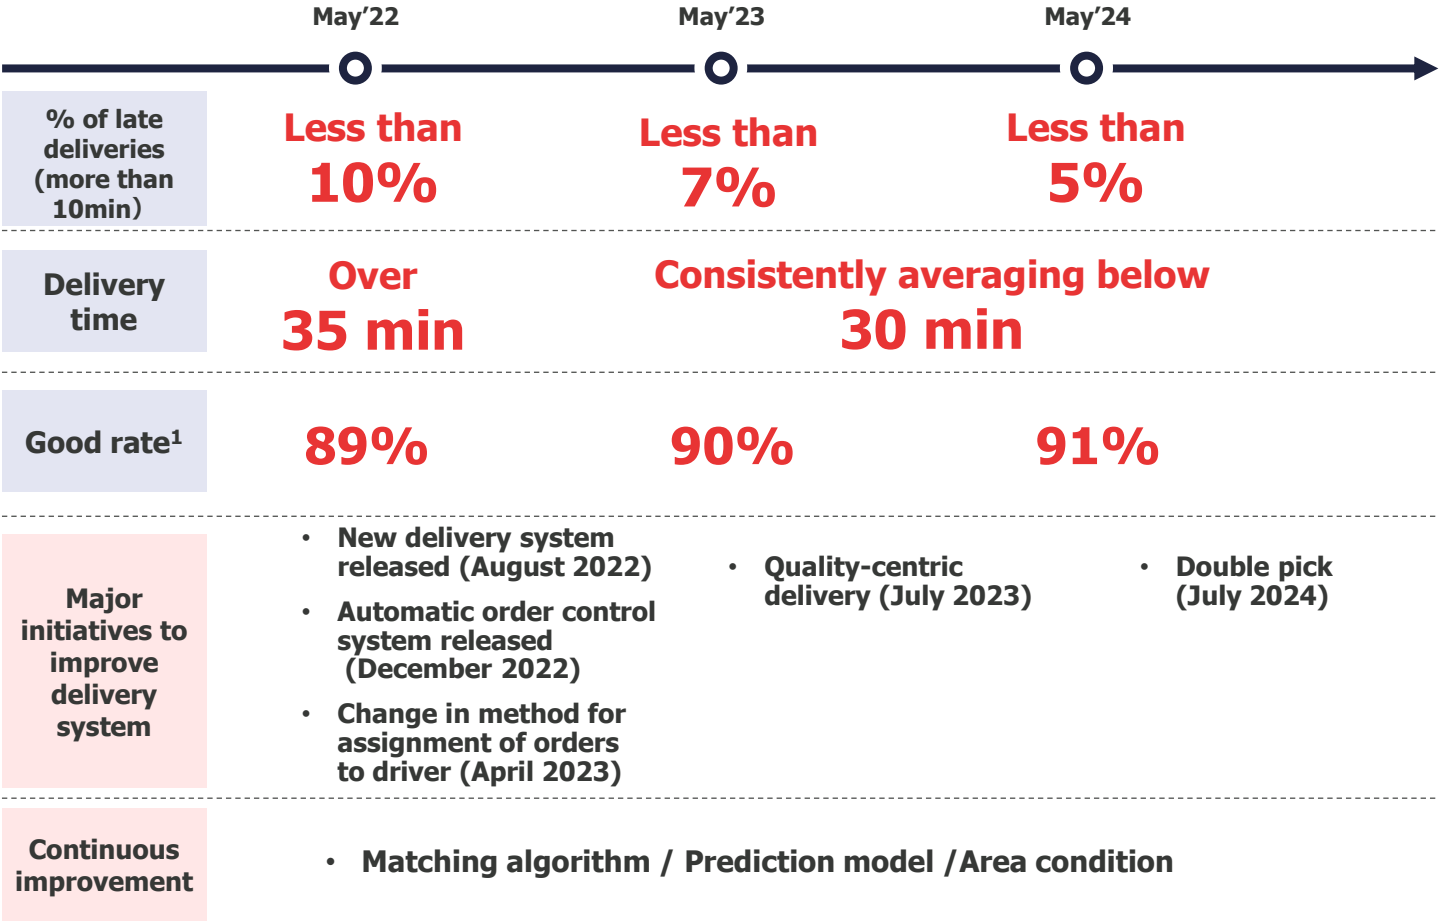 May’22
May’23
May’24
% of late
deliveries
(more than
10min）
Less than
10%
Less than
7%
Less than
5%
Delivery
time
Over
35 min
Consistently averaging below
30 min
Good rate¹
89%
90%
91%
Major
initiatives to
improve
delivery
system
• New delivery system
released (August 2022)
• Automatic order control
system released
(December 2022)
• Change in method for
assignment of orders
to driver (April 2023)
• Quality-centric
delivery (July 2023)
• Double pick
(July 2024)
Continuous
improvement
• Matching algorithm / Prediction model /Area condition